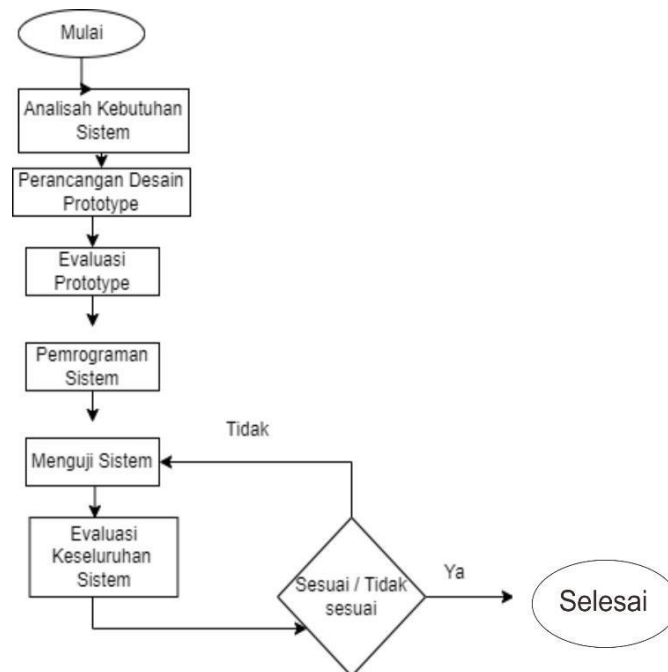 Mulai
Analisah Kebutuhan
Sistem
Perancangan Desain
Prototype
Evaluasi
Prototype
Pemrograman
Sistem
Tidak
Menguji Sistem
Evaluasi
Keseluruhan
Sistem
Sesuai / Tidak
sesuai
Ya
Selesai